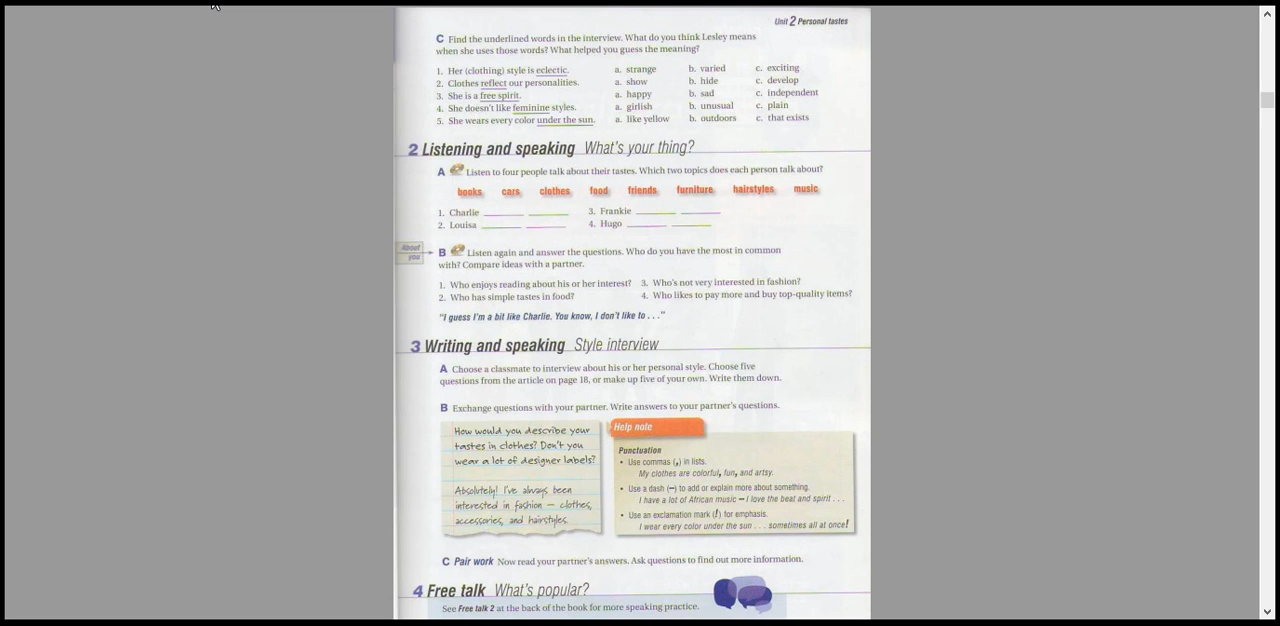 Unit 2 Personal tastes
C Find the underlined words in the interview. What do you think Lesley means
when she uses those words? What helped you guess the meaning?
1. Her (clothing) style is eclectic. a. strange b. varied c. exciting
2. Clothes reflect our personalities. a. show b. hide c. develop
3. She is a free spirit. a. happy b. sad c. independent
4. She doesn't like feminine styles. a. girlish b. unusual c. plain
5. She wears every color under the sun. a. like yellow b. outdoors c. that exists
2 Listening and speaking What's your thing?
A Listen to four people talk about their tastes. Which two topics does each person talk about?
books cars clothes food friends furniture hairstyles music
1. Charlie 3. Frankie
2. Louisa 4. Hugo
About
you
B Listen again and answer the questions. Who do you have the most in common
with? Compare ideas with a partner.
1. Who enjoys reading about his or her interest? 3. Who's not very interested in fashion?
2. Who has simple tastes in food? 4. Who likes to pay more and buy top-quality items?
"I guess I'm a bit like Charlie. You know, I don't like to . . ."
3 Writing and speaking Style interview
A Choose a classmate to interview about his or her personal style. Choose five
questions from the article on page 18, or make up five of your own. Write them down.
B Exchange questions with your partner. Write answers to your partner's questions.
How would you describe your
tastes in clothes? Don't you
wear a lot of designer labels?
Absolutely! I've always been
interested in fashion – clothes,
accessories, and hairstyles.
Help note
Punctuation
• Use commas (,) in lists.
My clothes are colorful, fun, and artsy.
• Use a dash (–) to add or explain more about something.
I have a lot of African music – I love the beat and spirit . . .
• Use an exclamation mark (!) for emphasis.
I wear every color under the sun . . . sometimes all at once!
C Pair work Now read your partner's answers. Ask questions to find out more information.
4 Free talk What's popular?
See Free talk 2 at the back of the book for more speaking practice.